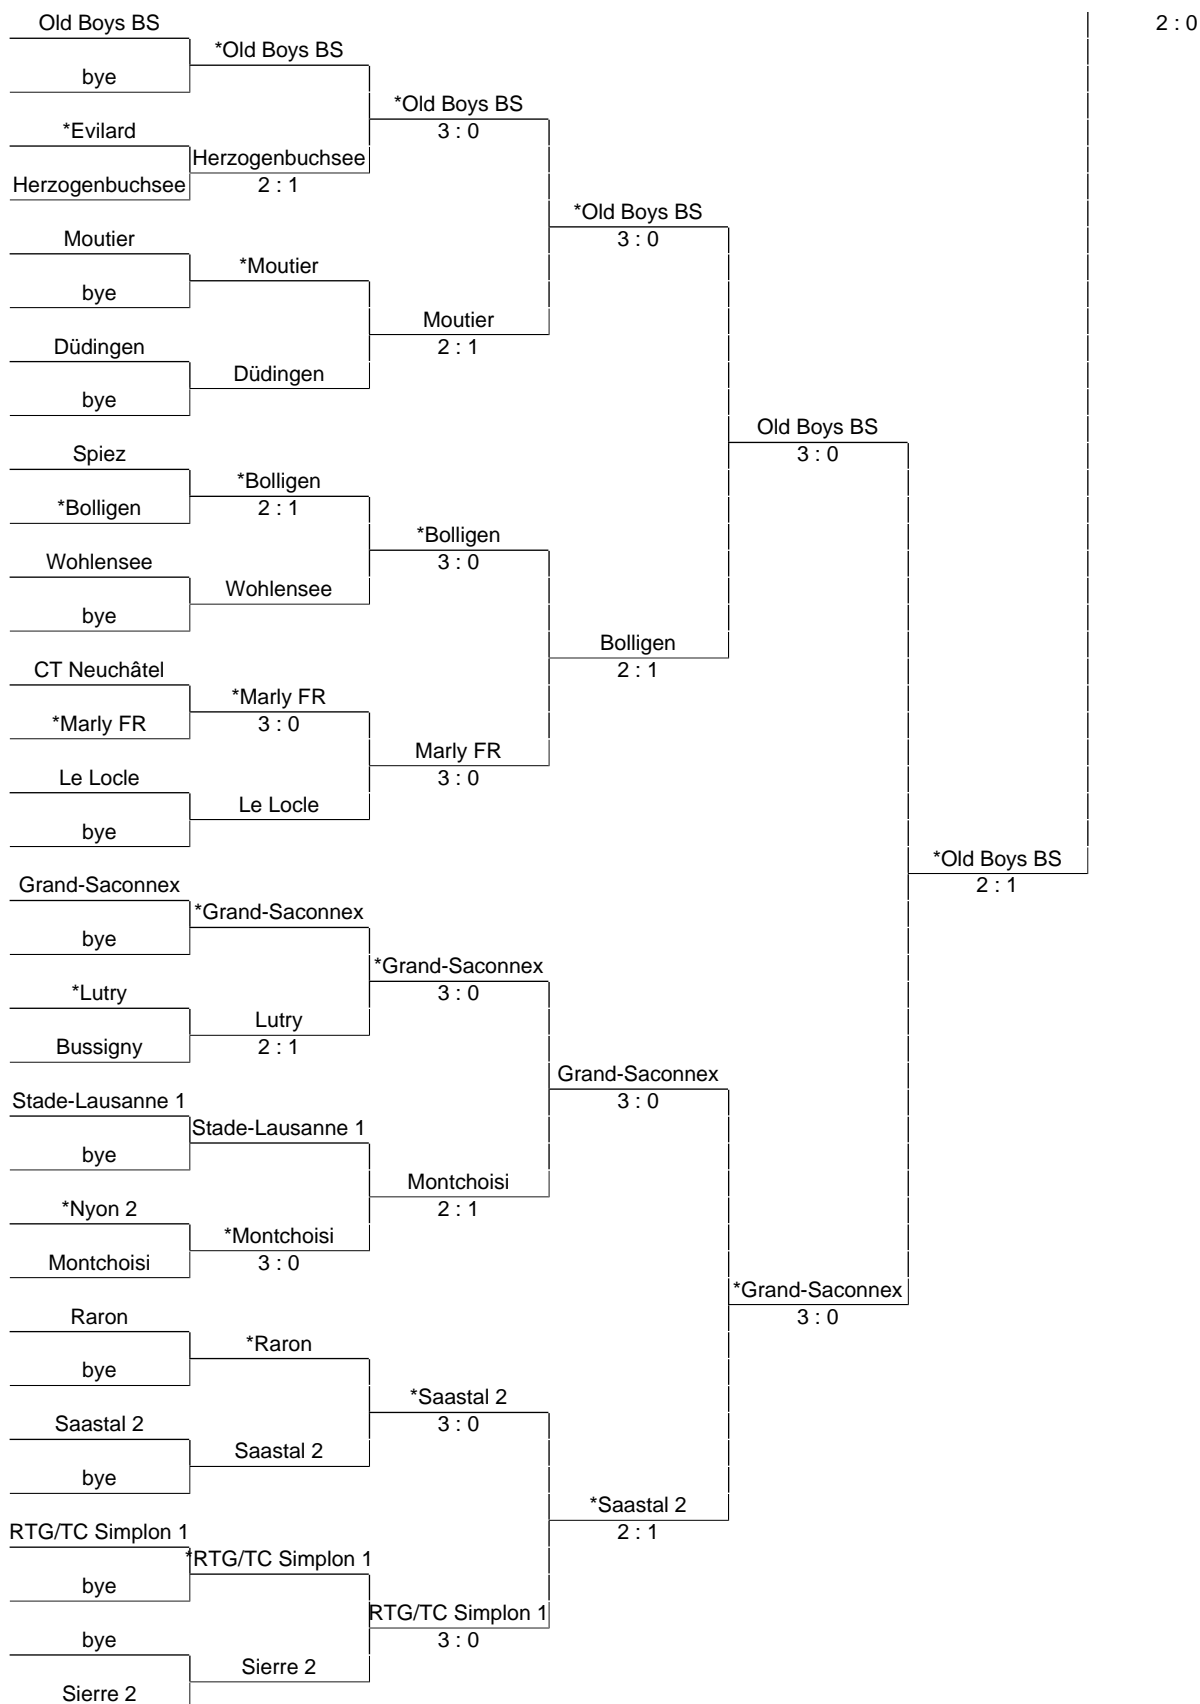 Old Boys BS
2 : 0
*Old Boys BS
bye
*Old Boys BS
*Evilard
3 : 0
Herzogenbuchsee
Herzogenbuchsee
2 : 1
*Old Boys BS
Moutier
3 : 0
*Moutier
bye
Moutier
Düdingen
2 : 1
Düdingen
bye
Old Boys BS
Spiez
3 : 0
*Bolligen
*Bolligen
2 : 1
*Bolligen
Wohlensee
3 : 0
Wohlensee
bye
Bolligen
CT Neuchâtel
2 : 1
*Marly FR
*Marly FR
3 : 0
Marly FR
Le Locle
3 : 0
Le Locle
bye
*Old Boys BS
Grand-Saconnex
2 : 1
*Grand-Saconnex
bye
*Grand-Saconnex
*Lutry
3 : 0
Lutry
Bussigny
2 : 1
Grand-Saconnex
Stade-Lausanne 1
3 : 0
Stade-Lausanne 1
bye
Montchoisi
*Nyon 2
2 : 1
*Montchoisi
Montchoisi
3 : 0
*Grand-Saconnex
Raron
3 : 0
*Raron
bye
*Saastal 2
Saastal 2
3 : 0
Saastal 2
bye
*Saastal 2
RTG/TC Simplon 1
2 : 1
*RTG/TC Simplon 1
bye
RTG/TC Simplon 1
bye
3 : 0
Sierre 2
Sierre 2